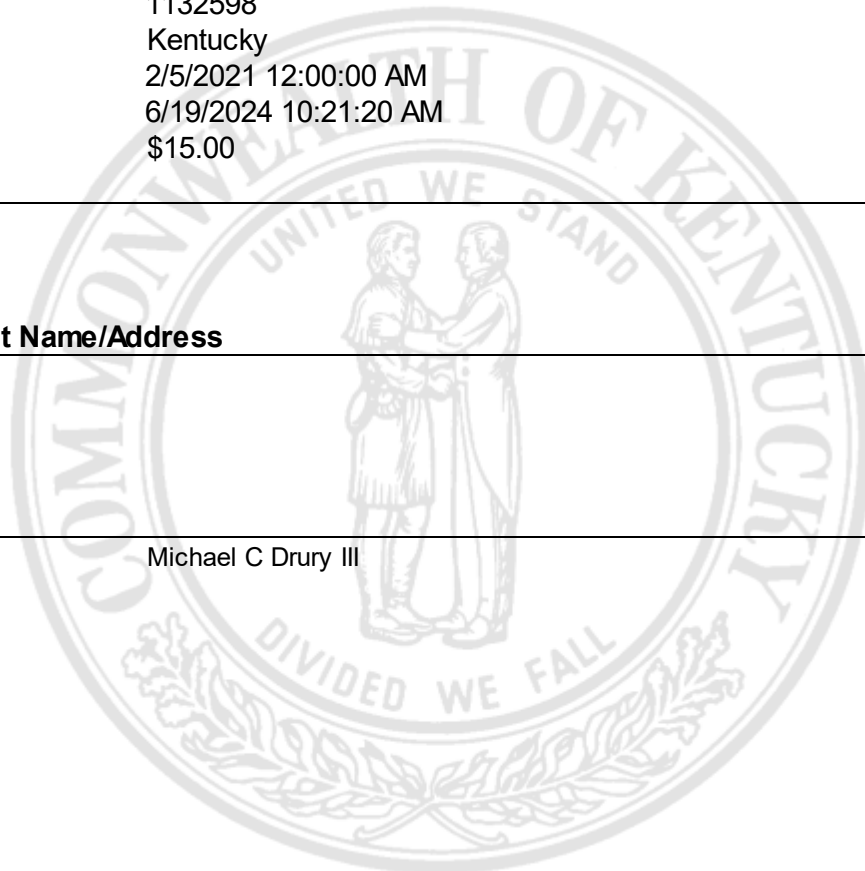 1132598
Kentucky
2/5/2021 12:00:00 AM
6/19/2024 10:21:20 AM
$15.00
COMMONWEALTH OF KENTUCKY
UNITED WE STAND
t Name/Address
Michael C Drury III
DIVIDED WE FALL